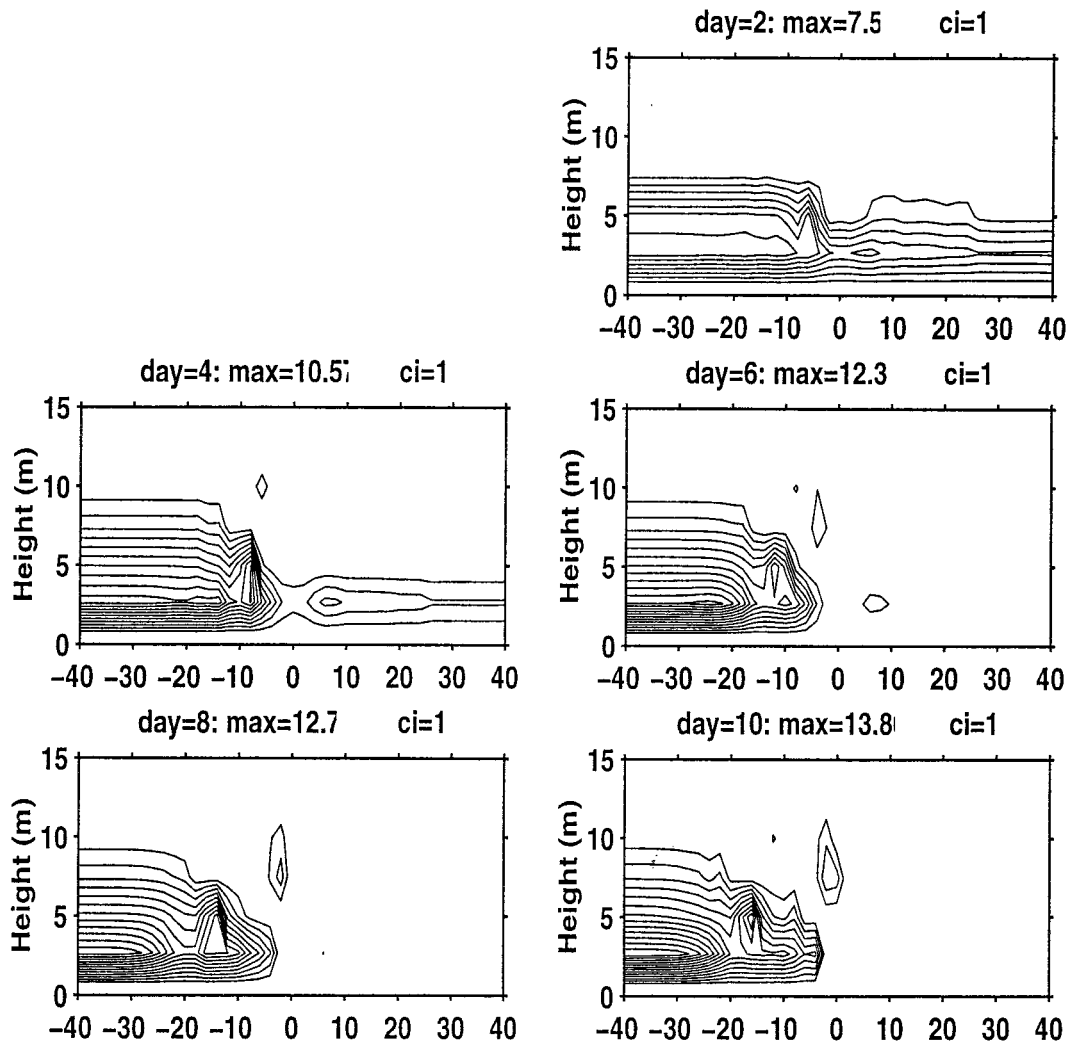 day=2: max=7.5 ci=1
Height (m)
15
10
5
0
−40 −30 −20 −10 0 10 20 30 40
day=4: max=10.57 ci=1
Height (m)
15
10
5
0
−40 −30 −20 −10 0 10 20 30 40
day=6: max=12.3 ci=1
Height (m)
15
10
5
0
−40 −30 −20 −10 0 10 20 30 40
day=8: max=12.7 ci=1
Height (m)
15
10
5
0
−40 −30 −20 −10 0 10 20 30 40
day=10: max=13.8 ci=1
Height (m)
15
10
5
0
−40 −30 −20 −10 0 10 20 30 40